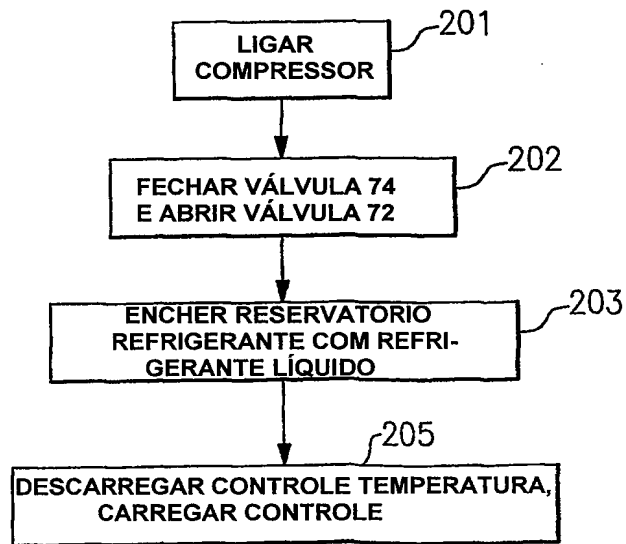 201
LIGAR
COMPRESSOR
202
FECHAR VÁLVULA 74
E ABRIR VÁLVULA 72
203
ENCHER RESERVATÓRIO
REFRIGERANTE COM REFRI-
GERANTE LÍQUIDO
205
DESCARREGAR CONTROLE TEMPERATURA,
CARREGAR CONTROLE